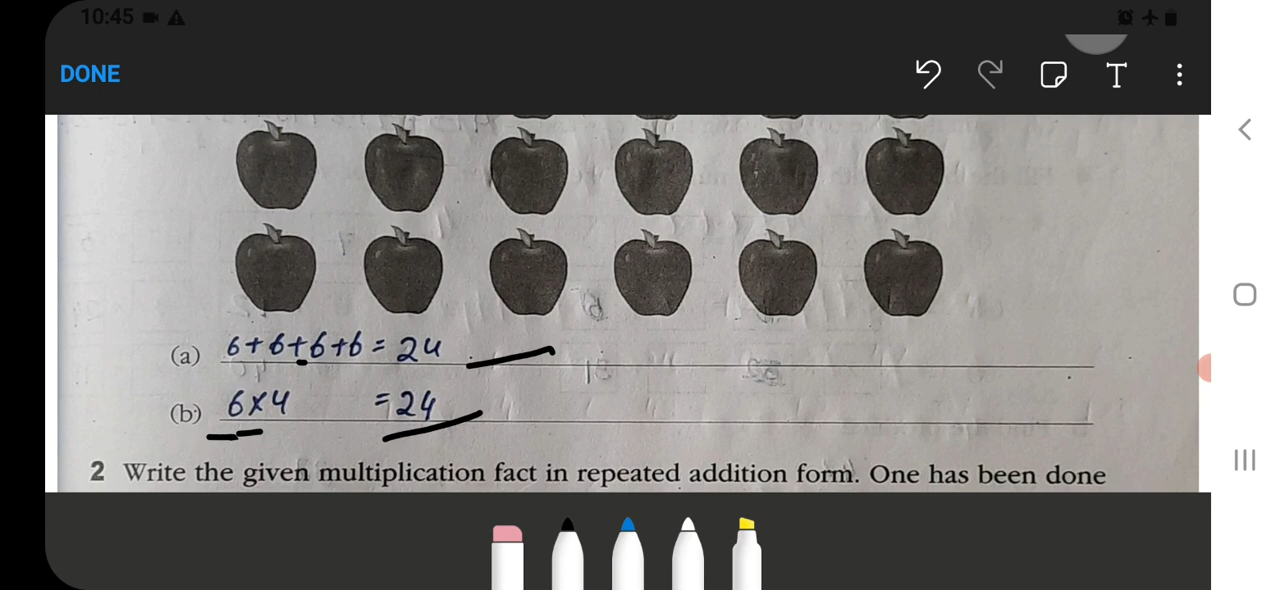 10:45
DONE
T
(a) 6+6+6+6 = 24
(b) 6×4 = 24
2 Write the given multiplication fact in repeated addition form. One has been done